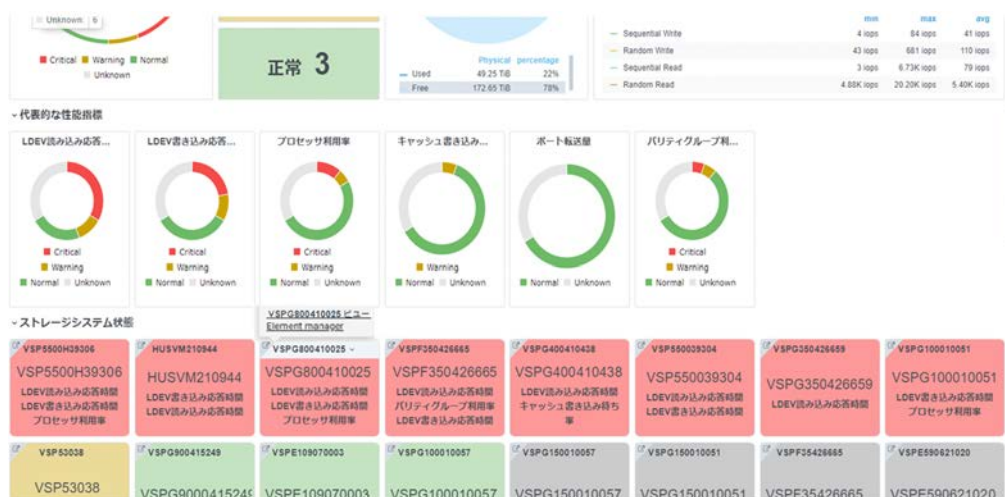 Unknown 6
Critical Warning Normal
Unknown
正常 3
Physical percentage
Used 49.25 TiB 22%
Free 172.65 TiB 78%
min max avg
Sequential Write 4 iops 84 iops 41 iops
Random Write 43 iops 681 iops 110 iops
Sequential Read 3 iops 6.73K iops 79 iops
Random Read 4.88K iops 20.20K iops 5.40K iops
代表的な性能指標
LDEV読み込み応答...
Critical
Warning
Normal Unknown
LDEV書き込み応答...
Critical
Warning
Normal Unknown
プロセッサ利用率
Critical
Warning
Normal Unknown
キャッシュ書き込み...
Warning
Normal Unknown
ポート転送量
Normal Unknown
パリティグループ利...
Critical
Warning
Normal Unknown
ストレージシステム状態
VSPG800410025 ビュー
Element manager
VSP5500H39306
VSP5500H39306
LDEV読み込み応答時間
LDEV書き込み応答時間
プロセッサ利用率
HUSVM210944
HUSVM210944
LDEV書き込み応答時間
LDEV読み込み応答時間
VSPG800410025
VSPG800410025
LDEV読み込み応答時間
LDEV書き込み応答時間
プロセッサ利用率
VSPF350426665
VSPF350426665
LDEV読み込み応答時間
パリティグループ利用率
LDEV書き込み応答時間
VSPG400410438
VSPG400410438
LDEV読み込み応答時間
キャッシュ書き込み待ち
率
VSP550039304
VSP550039304
LDEV読み込み応答時間
LDEV書き込み応答時間
VSPG350426659
VSPG350426659
LDEV読み込み応答時間
VSPG100010051
VSPG100010051
LDEV書き込み応答時間
プロセッサ利用率
VSP53038
VSP53038
VSPG900415249
VSPG9000415249
VSPE109070003
VSPE109070003
VSPG100010057
VSPG100010057
VSPG150010057
VSPG150010057
VSPG150010051
VSPG150010051
VSPF35426665
VSPF35426665
VSPE590621020
VSPE590621020